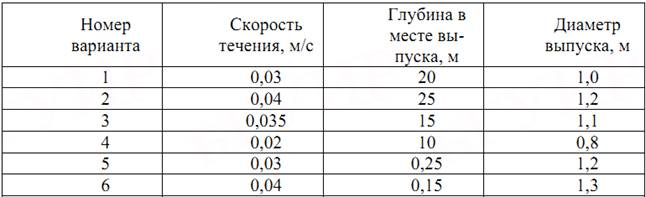 Номер варианта | Скорость течения, м/с | Глубина в месте вы-пуска, м | Диаметр выпуска, м
1 | 0,03 | 20 | 1,0
2 | 0,04 | 25 | 1,2
3 | 0,035 | 15 | 1,1
4 | 0,02 | 10 | 0,8
5 | 0,03 | 0,25 | 1,2
6 | 0,04 | 0,15 | 1,3